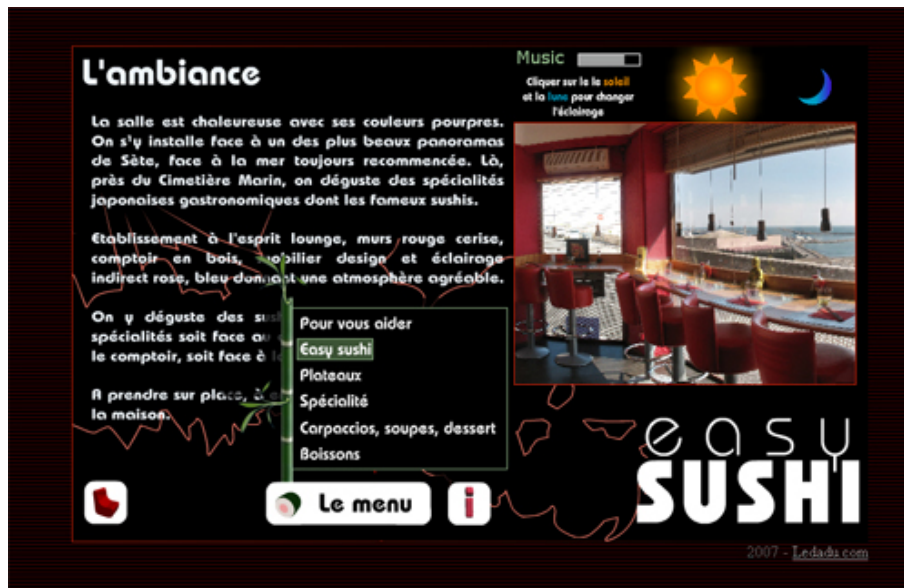 L'ambiance
La salle est chaleureuse avec ses couleurs pourpres.
On s'y installe face à un des plus beaux panoramas
de Sète, face à la mer toujours recommencée. Là,
près du Cimetière Marin, on déguste des spécialités
japonaises gastronomiques dont les fameux sushis.
Etablissement à l'esprit lounge, murs rouge cerise,
comptoir en bois, mobilier design et éclairage
indirect rose, bleu donnant une atmosphère agréable.
On y déguste des
spécialités soit face au
le comptoir, soit face à
A prendre sur place, à
la maison.
Music
Cliquer sur le le soleil
et la lune pour changer
l'éclairage
Pour vous aider
Easy sushi
Plateaux
Spécialité
Carpaccios, soupes, dessert
Boissons
Le menu
i
easy
SUSHI
2007 - Ledadu.com